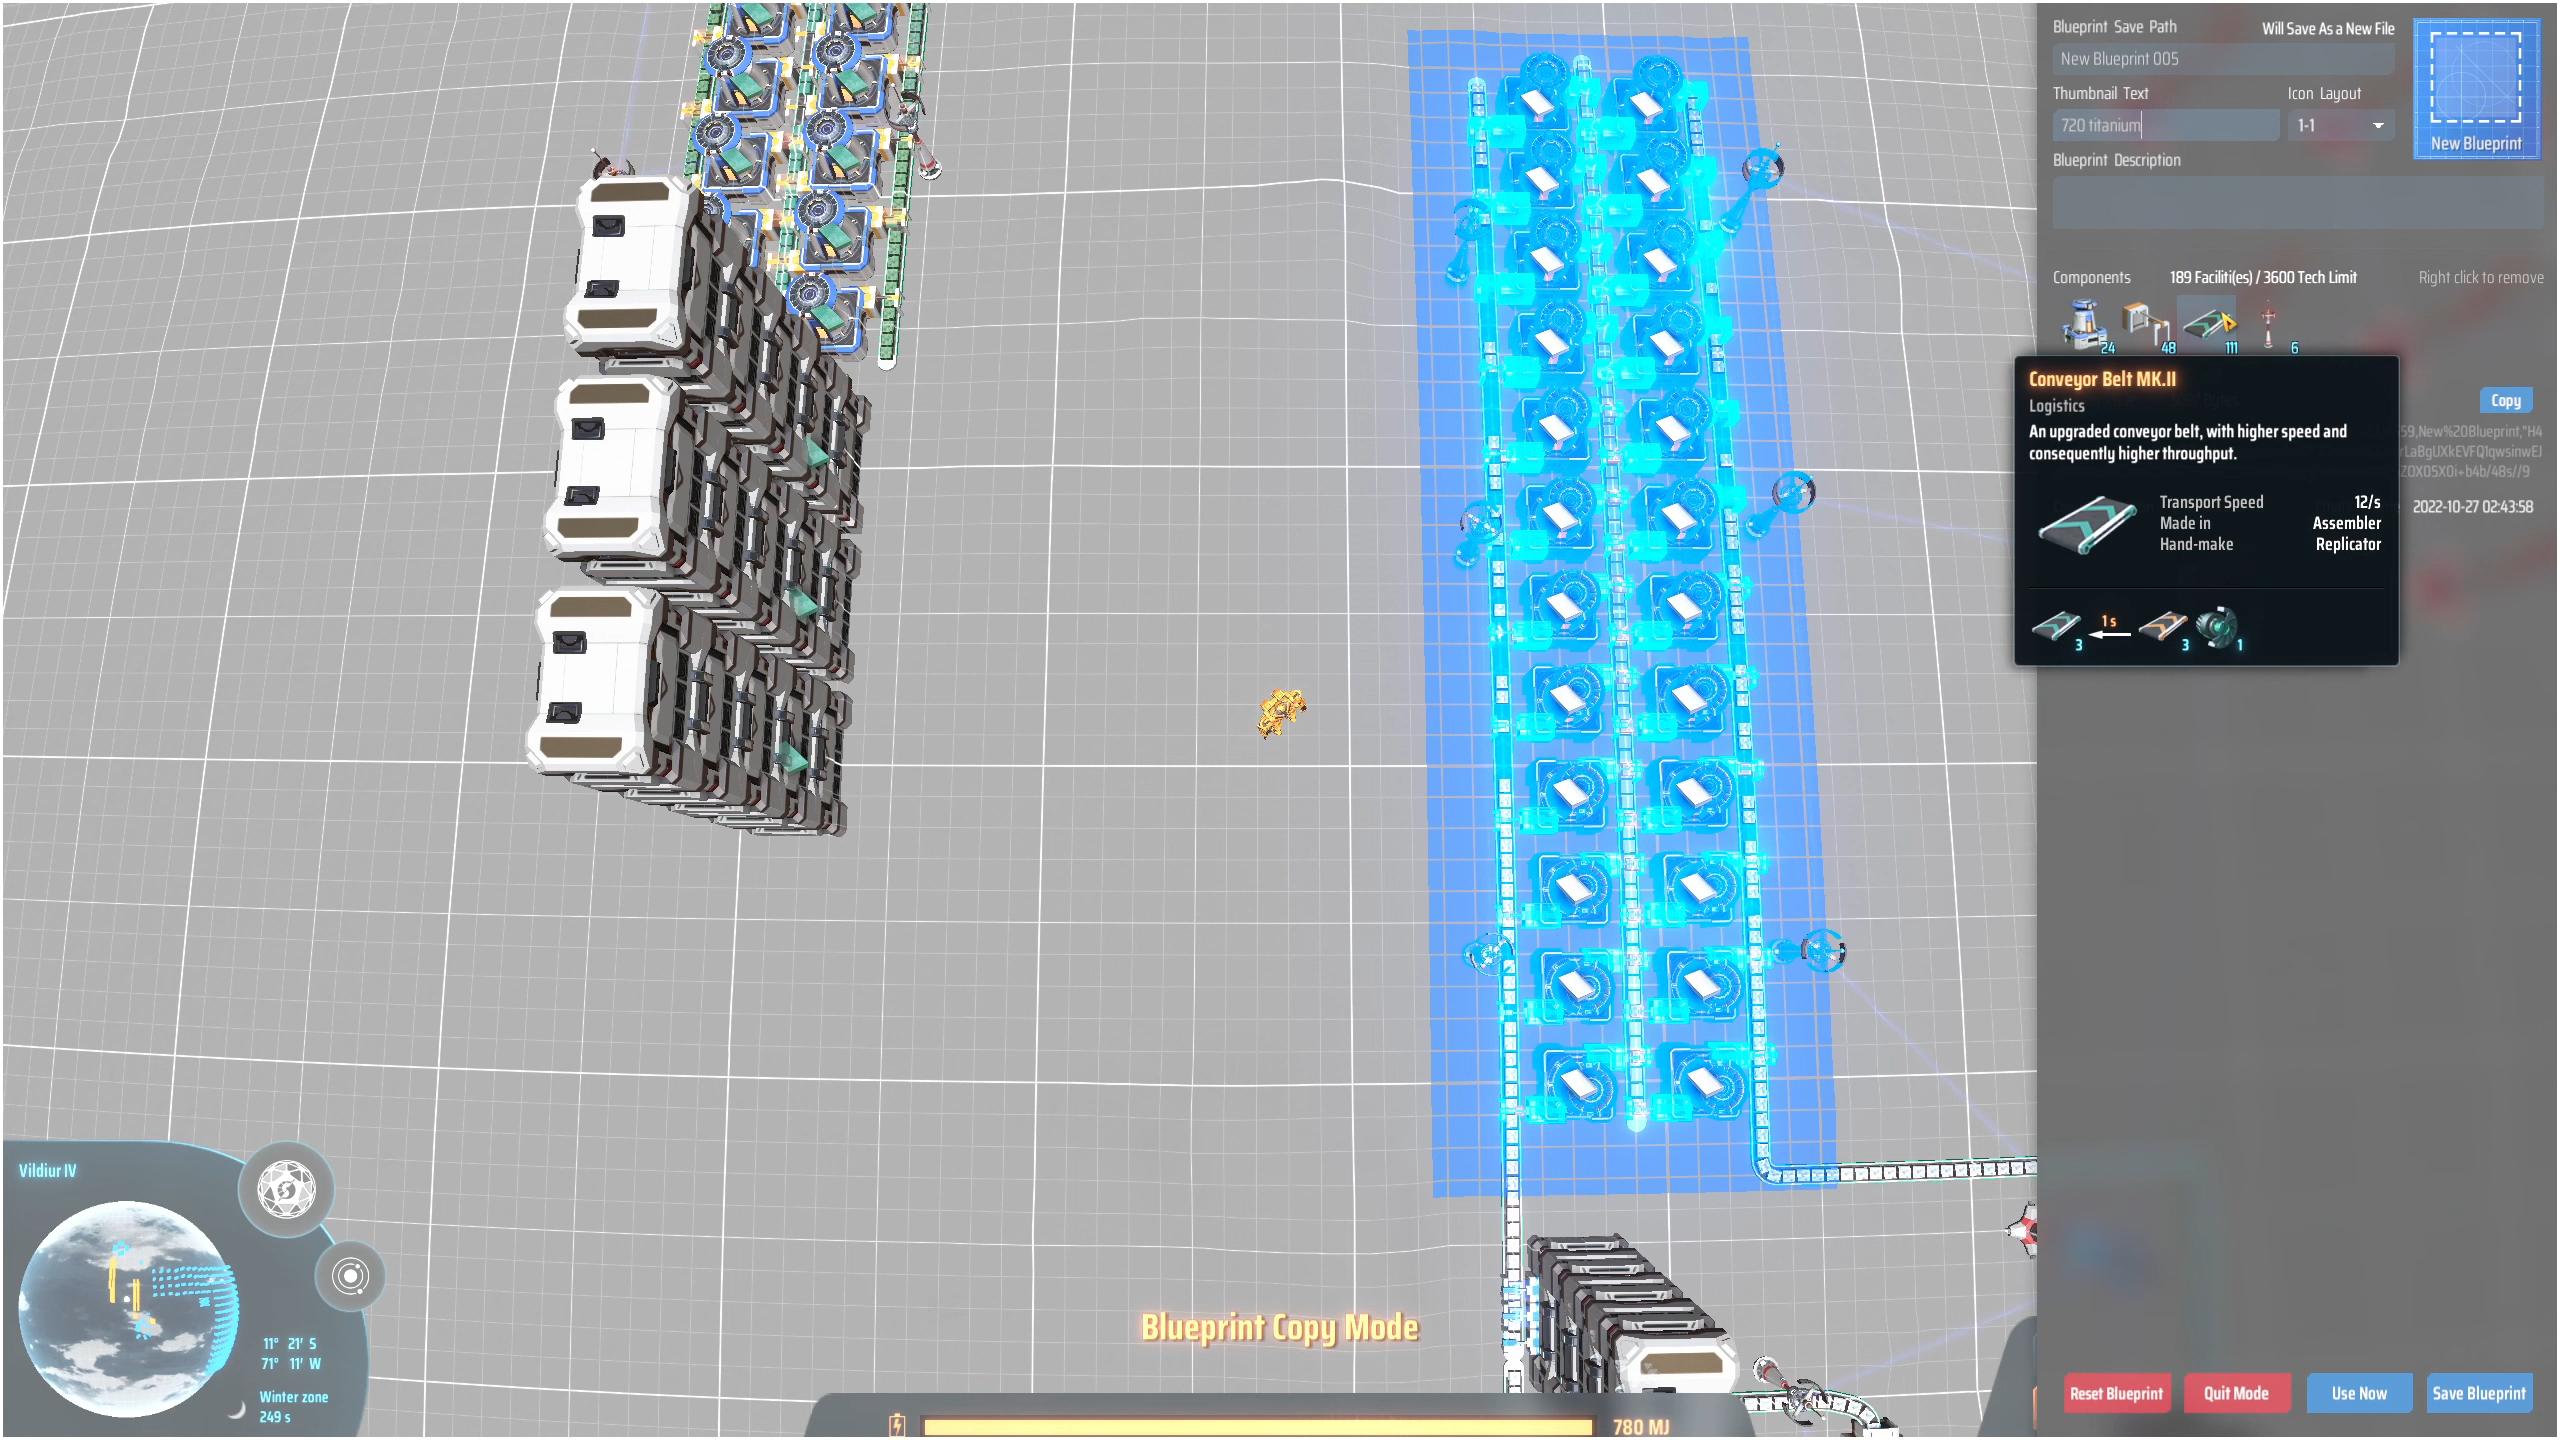 Blueprint Save Path
Will Save As a New File
New Blueprint 005
Thumbnail Text
Icon Layout
720 titanium
1-1
New Blueprint
Blueprint Description
Components
189 Faciliti(es) / 3600 Tech Limit
Right click to remove
24
48
111
6
Conveyor Belt MK.II
Logistics
An upgraded conveyor belt, with higher speed and
consequently higher throughput.
Transport Speed 12/s
Made in Assembler
Hand-make Replicator
1 s
3
3
1
Copy
59,New%20Blueprint,"H4
2022-10-27 02:43:58
Vildiur IV
11° 21' S
71° 11' W
Winter zone
249 s
Blueprint Copy Mode
780 MJ
Reset Blueprint
Quit Mode
Use Now
Save Blueprint